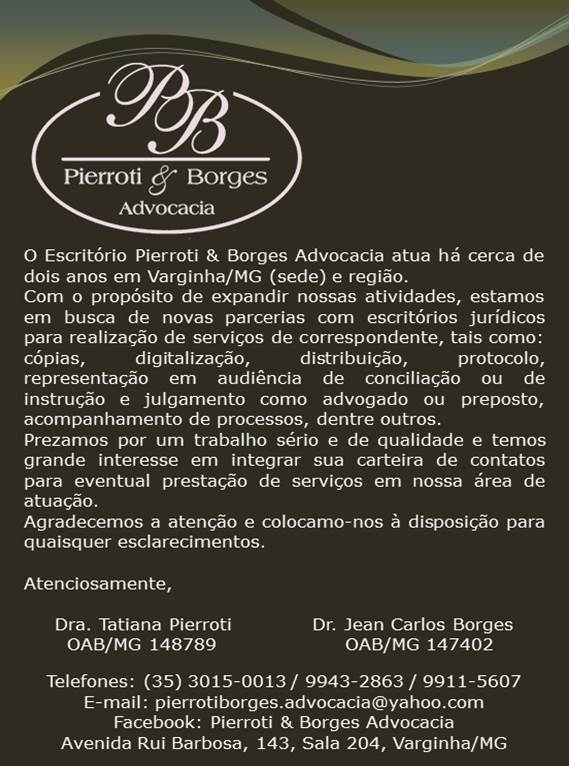 PB
Pierroti & Borges
Advocacia
O Escritório Pierroti & Borges Advocacia atua há cerca de
dois anos em Varginha/MG (sede) e região.
Com o propósito de expandir nossas atividades, estamos
em busca de novas parcerias com escritórios jurídicos
para realização de serviços de correspondente, tais como:
cópias, digitalização, distribuição, protocolo,
representação em audiência de conciliação ou de
instrução e julgamento como advogado ou preposto,
acompanhamento de processos, dentre outros.
Prezamos por um trabalho sério e de qualidade e temos
grande interesse em integrar sua carteira de contatos
para eventual prestação de serviços em nossa área de
atuação.
Agradecemos a atenção e colocamo-nos à disposição para
quaisquer esclarecimentos.
Atenciosamente,
Dra. Tatiana Pierroti Dr. Jean Carlos Borges
OAB/MG 148789 OAB/MG 147402
Telefones: (35) 3015-0013 / 9943-2863 / 9911-5607
E-mail: pierrotiborges.advocacia@yahoo.com
Facebook: Pierroti & Borges Advocacia
Avenida Rui Barbosa, 143, Sala 204, Varginha/MG